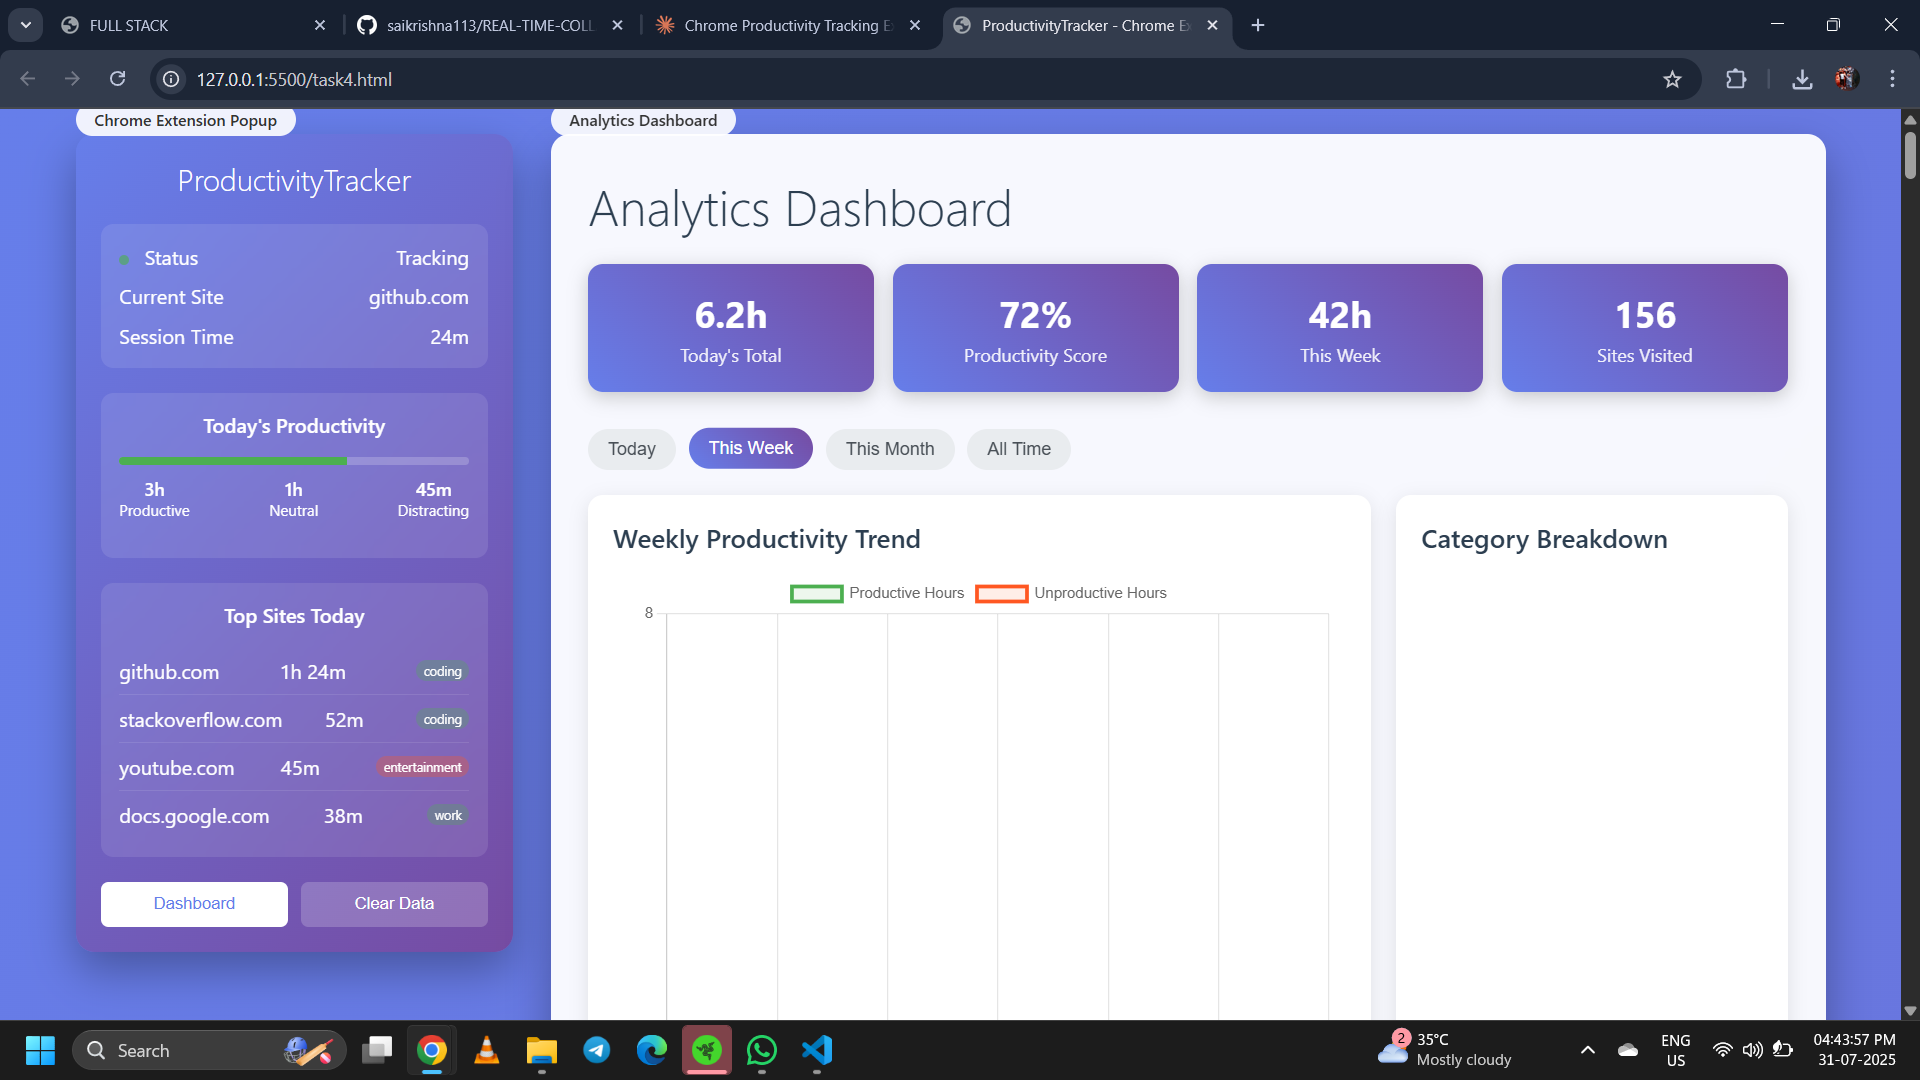 FULL STACK
saikrishna113/REAL-TIME-COLL
Chrome Productivity Tracking E
ProductivityTracker - Chrome E
127.0.0.1:5500/task4.html
Chrome Extension Popup
ProductivityTracker
Status Tracking
Current Site github.com
Session Time 24m
Today's Productivity
3h 1h 45m
Productive Neutral Distracting
Top Sites Today
github.com 1h 24m coding
stackoverflow.com 52m coding
youtube.com 45m entertainment
docs.google.com 38m work
Dashboard Clear Data
Analytics Dashboard
Analytics Dashboard
6.2h 72% 42h 156
Today's Total Productivity Score This Week Sites Visited
Today This Week This Month All Time
Weekly Productivity Trend
Productive Hours Unproductive Hours
8
Category Breakdown
Search
2
35°C
Mostly cloudy
ENG
US
04:43:57 PM
31-07-2025